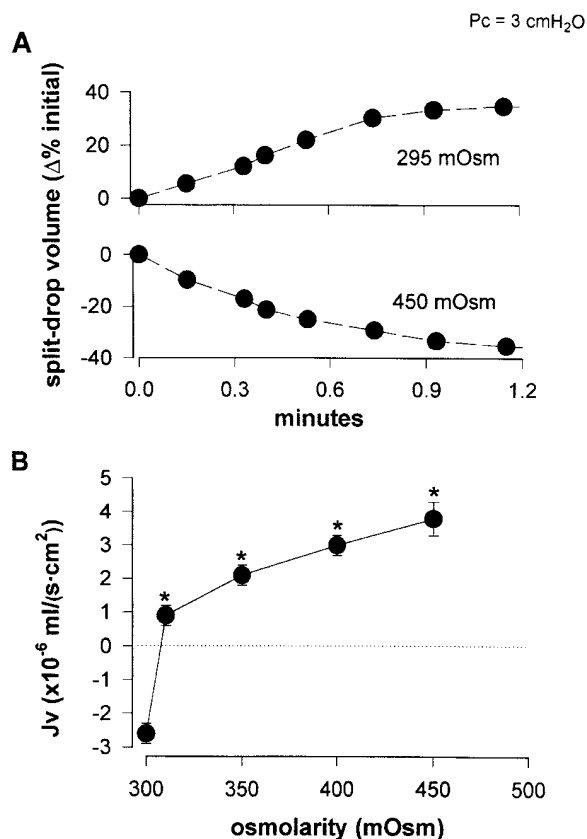 Pc = 3 cmH₂O
A
split-drop volume (Δ% initial)
40
20
0
295 mOsm
0
-20
-40
450 mOsm
0.0 0.3 0.6 0.9 1.2
minutes
B
Jv (x10⁻⁶ ml/(s·cm²))
5
4
3
2
1
0
-1
-2
-3
* * * *
300 350 400 450 500
osmolarity (mOsm)